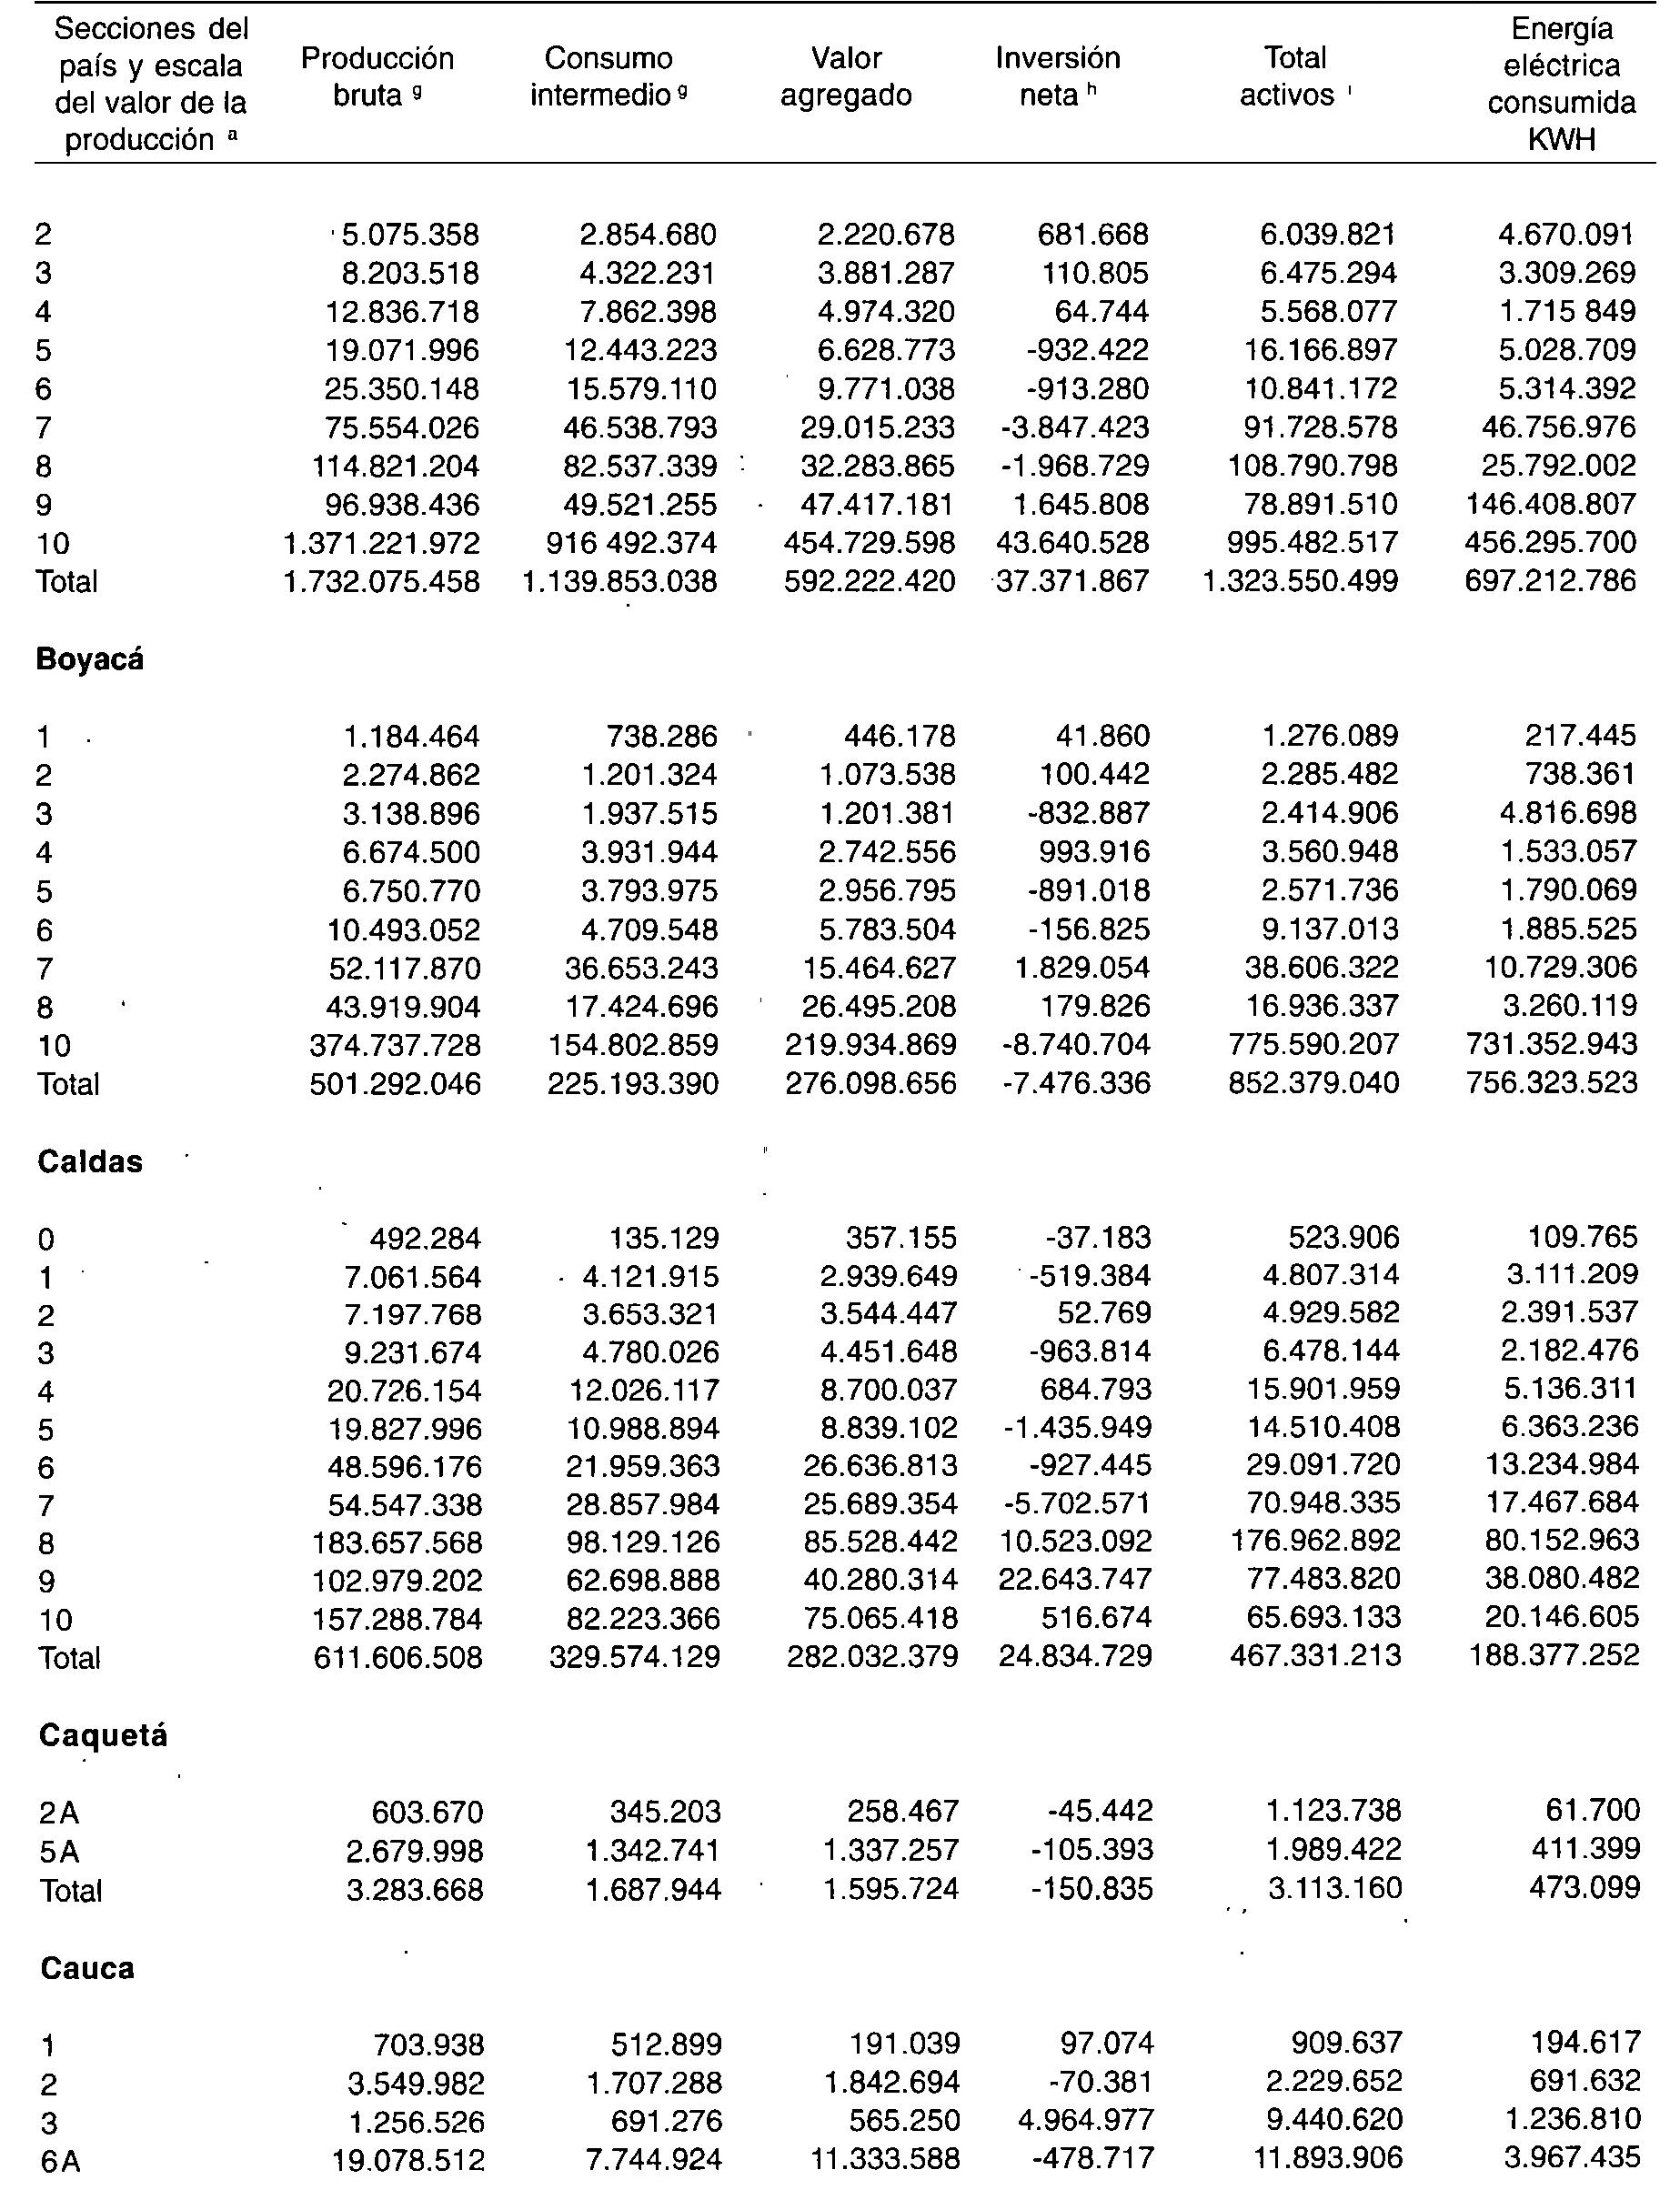 Secciones del país y escala del valor de la producción a Producción bruta g Consumo intermedio g Valor agregado Inversión neta h Total activos i Energía eléctrica consumida KWH
2 5.075.358 2.854.680 2.220.678 681.668 6.039.821 4.670.091
3 8.203.518 4.322.231 3.881.287 110.805 6.475.294 3.309.269
4 12.836.718 7.862.398 4.974.320 64.744 5.568.077 1.715 849
5 19.071.996 12.443.223 6.628.773 -932.422 16.166.897 5.028.709
6 25.350.148 15.579.110 9.771.038 -913.280 10.841.172 5.314.392
7 75.554.026 46.538.793 29.015.233 -3.847.423 91.728.578 46.756.976
8 114.821.204 82.537.339 32.283.865 -1.968.729 108.790.798 25.792.002
9 96.938.436 49.521.255 47.417.181 1.645.808 78.891.510 146.408.807
10 1.371.221.972 916 492.374 454.729.598 43.640.528 995.482.517 456.295.700
Total 1.732.075.458 1.139.853.038 592.222.420 37.371.867 1.323.550.499 697.212.786
Boyacá
1 1.184.464 738.286 446.178 41.860 1.276.089 217.445
2 2.274.862 1.201.324 1.073.538 100.442 2.285.482 738.361
3 3.138.896 1.937.515 1.201.381 -832.887 2.414.906 4.816.698
4 6.674.500 3.931.944 2.742.556 993.916 3.560.948 1.533.057
5 6.750.770 3.793.975 2.956.795 -891.018 2.571.736 1.790.069
6 10.493.052 4.709.548 5.783.504 -156.825 9.137.013 1.885.525
7 52.117.870 36.653.243 15.464.627 1.829.054 38.606.322 10.729.306
8 43.919.904 17.424.696 26.495.208 179.826 16.936.337 3.260.119
10 374.737.728 154.802.859 219.934.869 -8.740.704 775.590.207 731.352.943
Total 501.292.046 225.193.390 276.098.656 -7.476.336 852.379.040 756.323.523
Caldas
0 492.284 135.129 357.155 -37.183 523.906 109.765
1 7.061.564 4.121.915 2.939.649 -519.384 4.807.314 3.111.209
2 7.197.768 3.653.321 3.544.447 52.769 4.929.582 2.391.537
3 9.231.674 4.780.026 4.451.648 -963.814 6.478.144 2.182.476
4 20.726.154 12.026.117 8.700.037 684.793 15.901.959 5.136.311
5 19.827.996 10.988.894 8.839.102 -1.435.949 14.510.408 6.363.236
6 48.596.176 21.959.363 26.636.813 -927.445 29.091.720 13.234.984
7 54.547.338 28.857.984 25.689.354 -5.702.571 70.948.335 17.467.684
8 183.657.568 98.129.126 85.528.442 10.523.092 176.962.892 80.152.963
9 102.979.202 62.698.888 40.280.314 22.643.747 77.483.820 38.080.482
10 157.288.784 82.223.366 75.065.418 516.674 65.693.133 20.146.605
Total 611.606.508 329.574.129 282.032.379 24.834.729 467.331.213 188.377.252
Caquetá
2A 603.670 345.203 258.467 -45.442 1.123.738 61.700
5A 2.679.998 1.342.741 1.337.257 -105.393 1.989.422 411.399
Total 3.283.668 1.687.944 1.595.724 -150.835 3.113.160 473.099
Cauca
1 703.938 512.899 191.039 97.074 909.637 194.617
2 3.549.982 1.707.288 1.842.694 -70.381 2.229.652 691.632
3 1.256.526 691.276 565.250 4.964.977 9.440.620 1.236.810
6A 19.078.512 7.744.924 11.333.588 -478.717 11.893.906 3.967.435